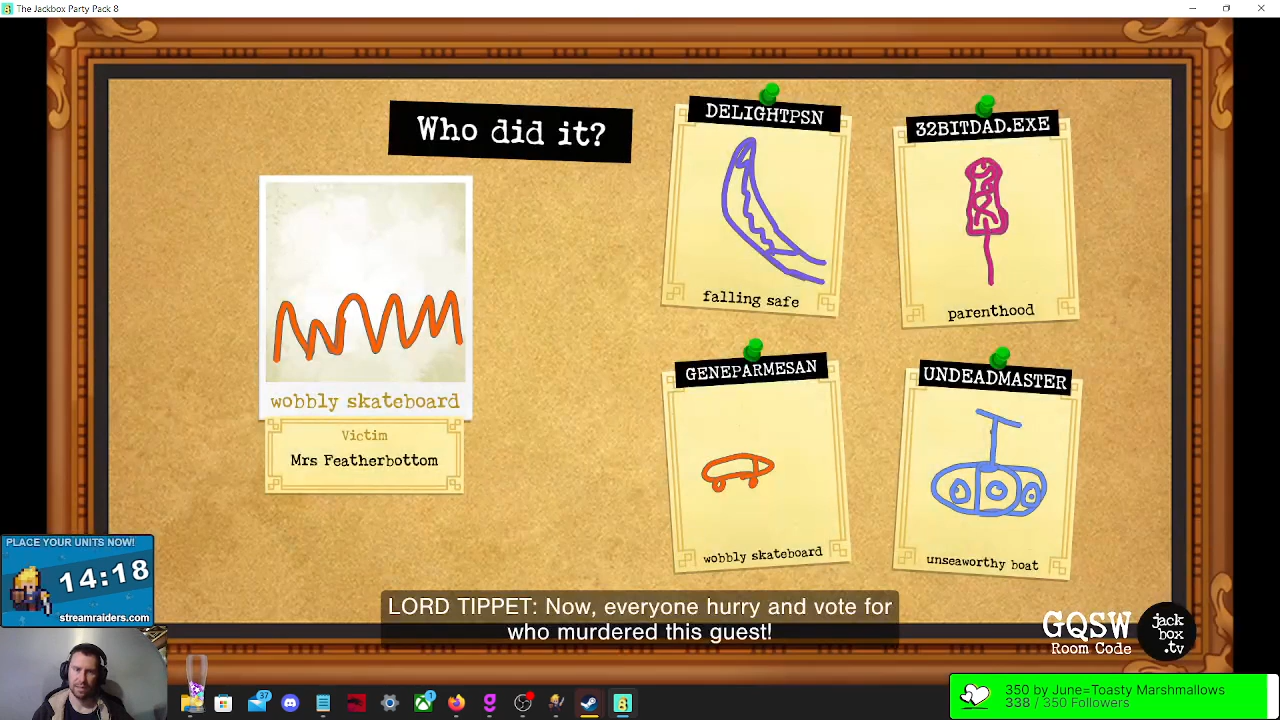 The Jackbox Party Pack 8
Who did it?
wobbly skateboard
Victim
Mrs Featherbottom
DELIGHTPSN
falling safe
32BITDAD.EXE
parenthood
GENEPARMESAN
wobbly skateboard
UNDEADMASTER
unseaworthy boat
PLACE YOUR UNITS NOW!
14:18
streamraiders.com
LORD TIPPET: Now, everyone hurry and vote for
who murdered this guest!
GQSW
Room Code
jack
box
.tv
37
1
350 by June=Toasty Marshmallows
338 / 350 Followers